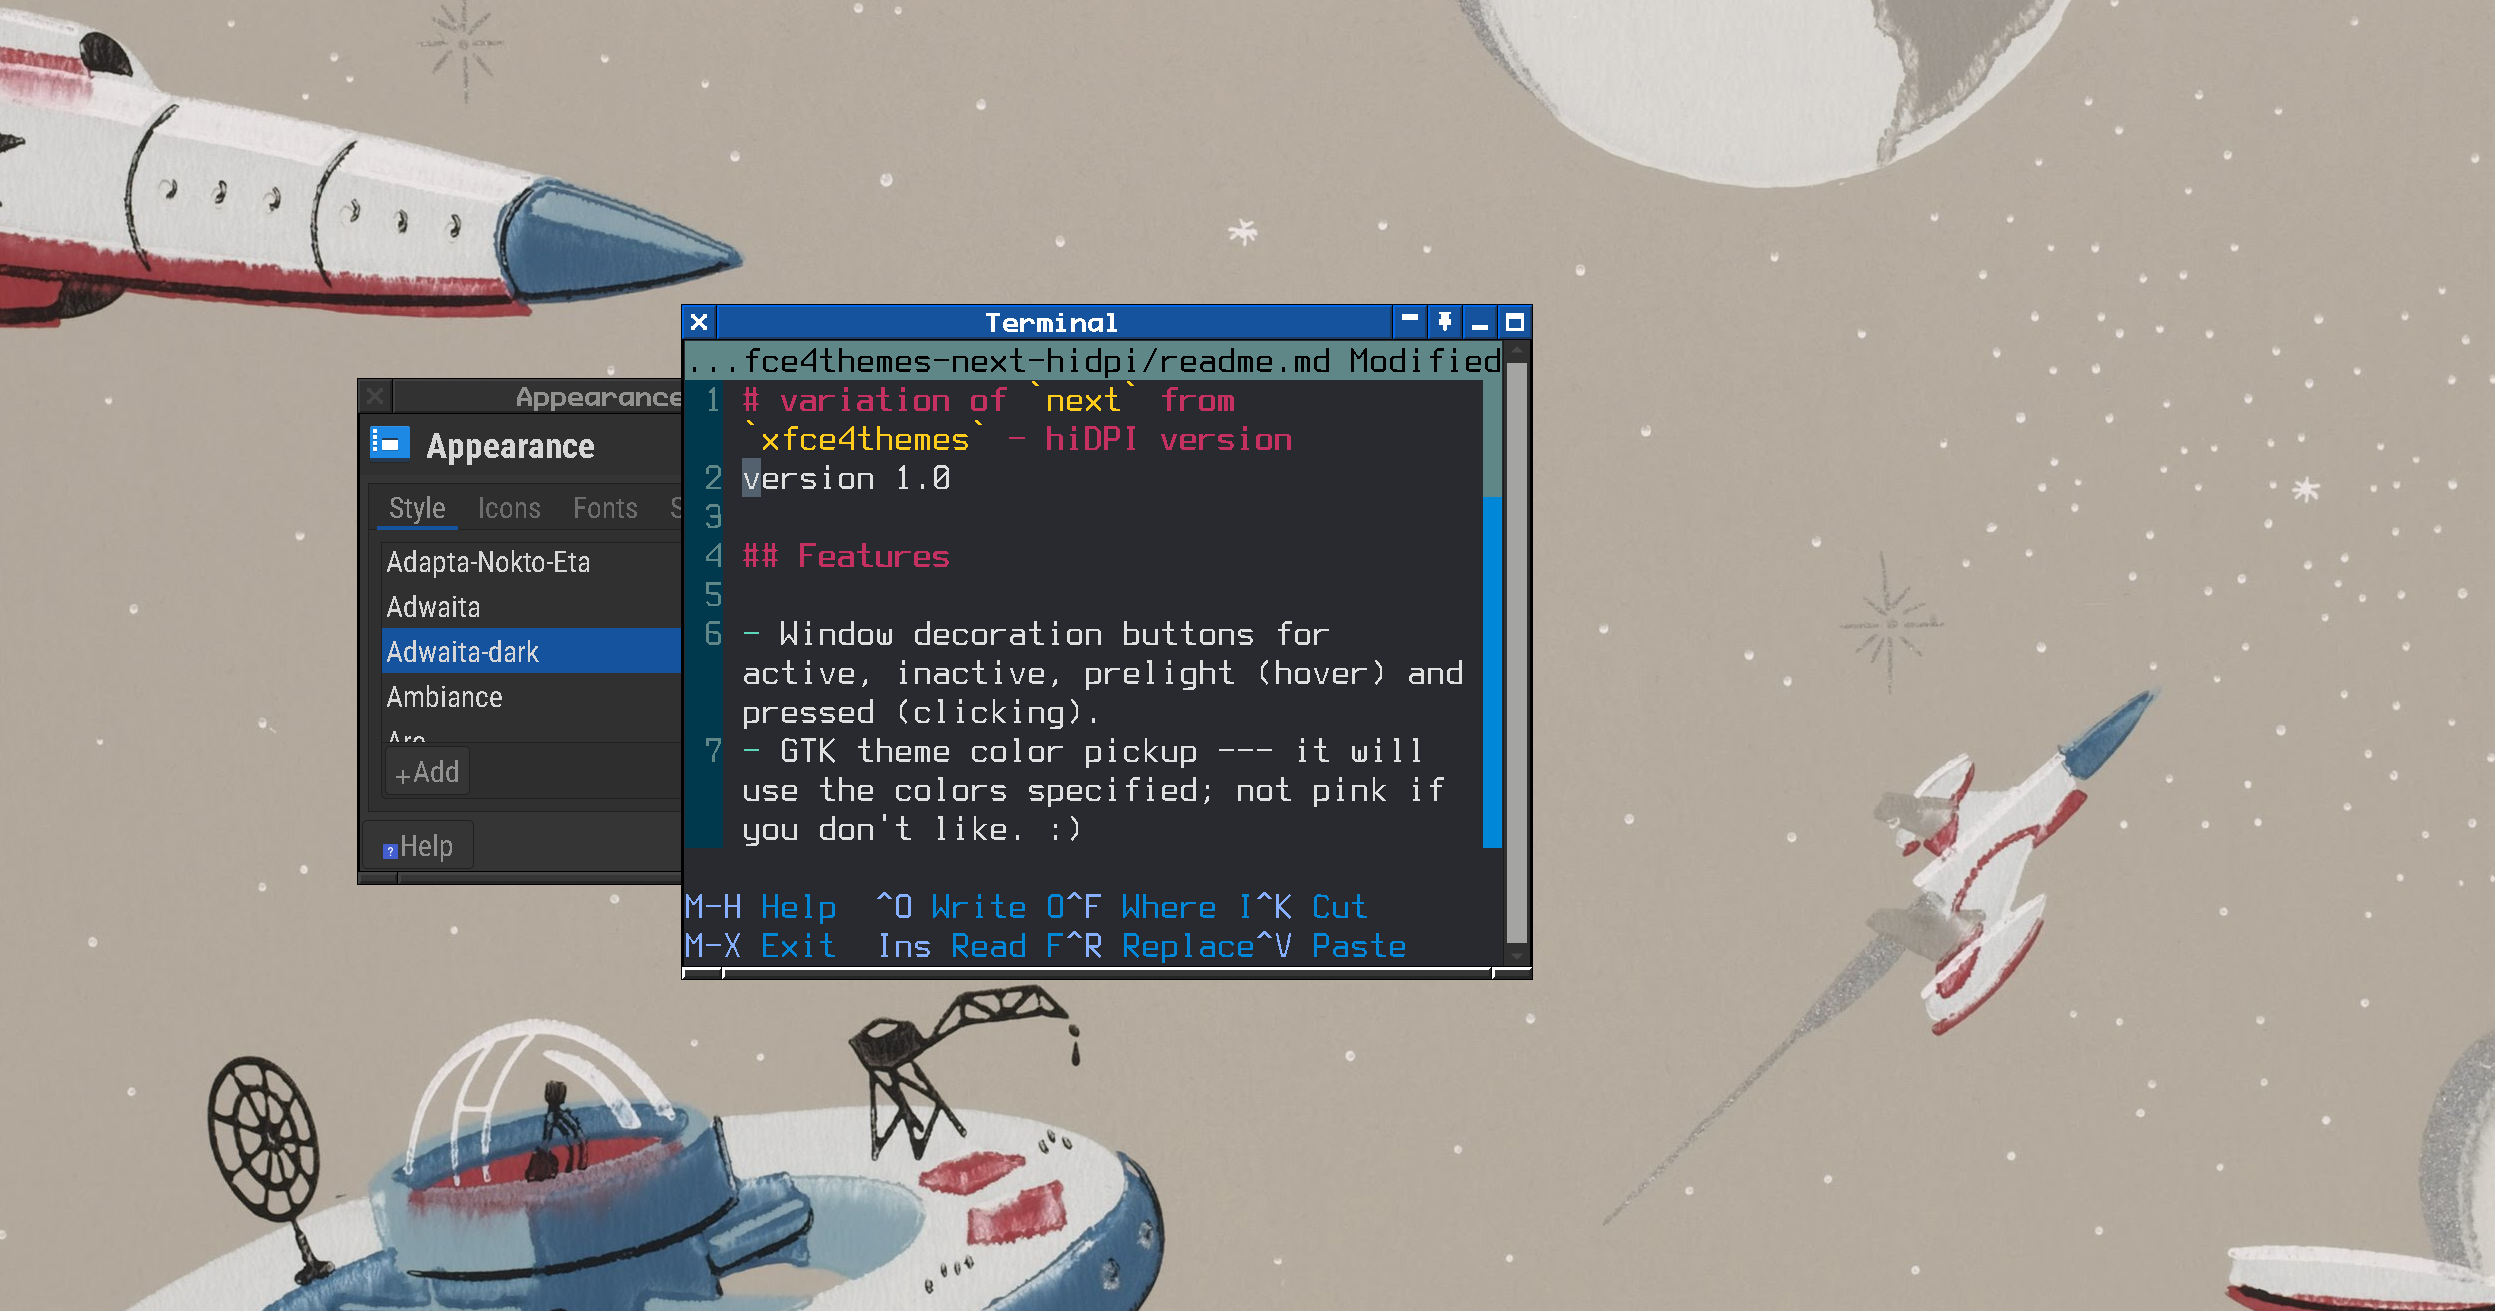 Terminal
...fce4themes-next-hidpi/readme.md Modified
1 # variation of `next` from
`xfce4themes` - hiDPI version
2 version 1.0
3
4 ## Features
5
6 - Window decoration buttons for
active, inactive, prelight (hover) and
pressed (clicking).
7 - GTK theme color pickup --- it will
use the colors specified; not pink if
you don't like. :)
M-H Help ^O Write O^F Where I^K Cut
M-X Exit Ins Read F^R Replace^V Paste
Appearance
Appearance
Style Icons Fonts S
Adapta-Nokto-Eta
Adwaita
Adwaita-dark
Ambiance
Arc
+Add
?Help